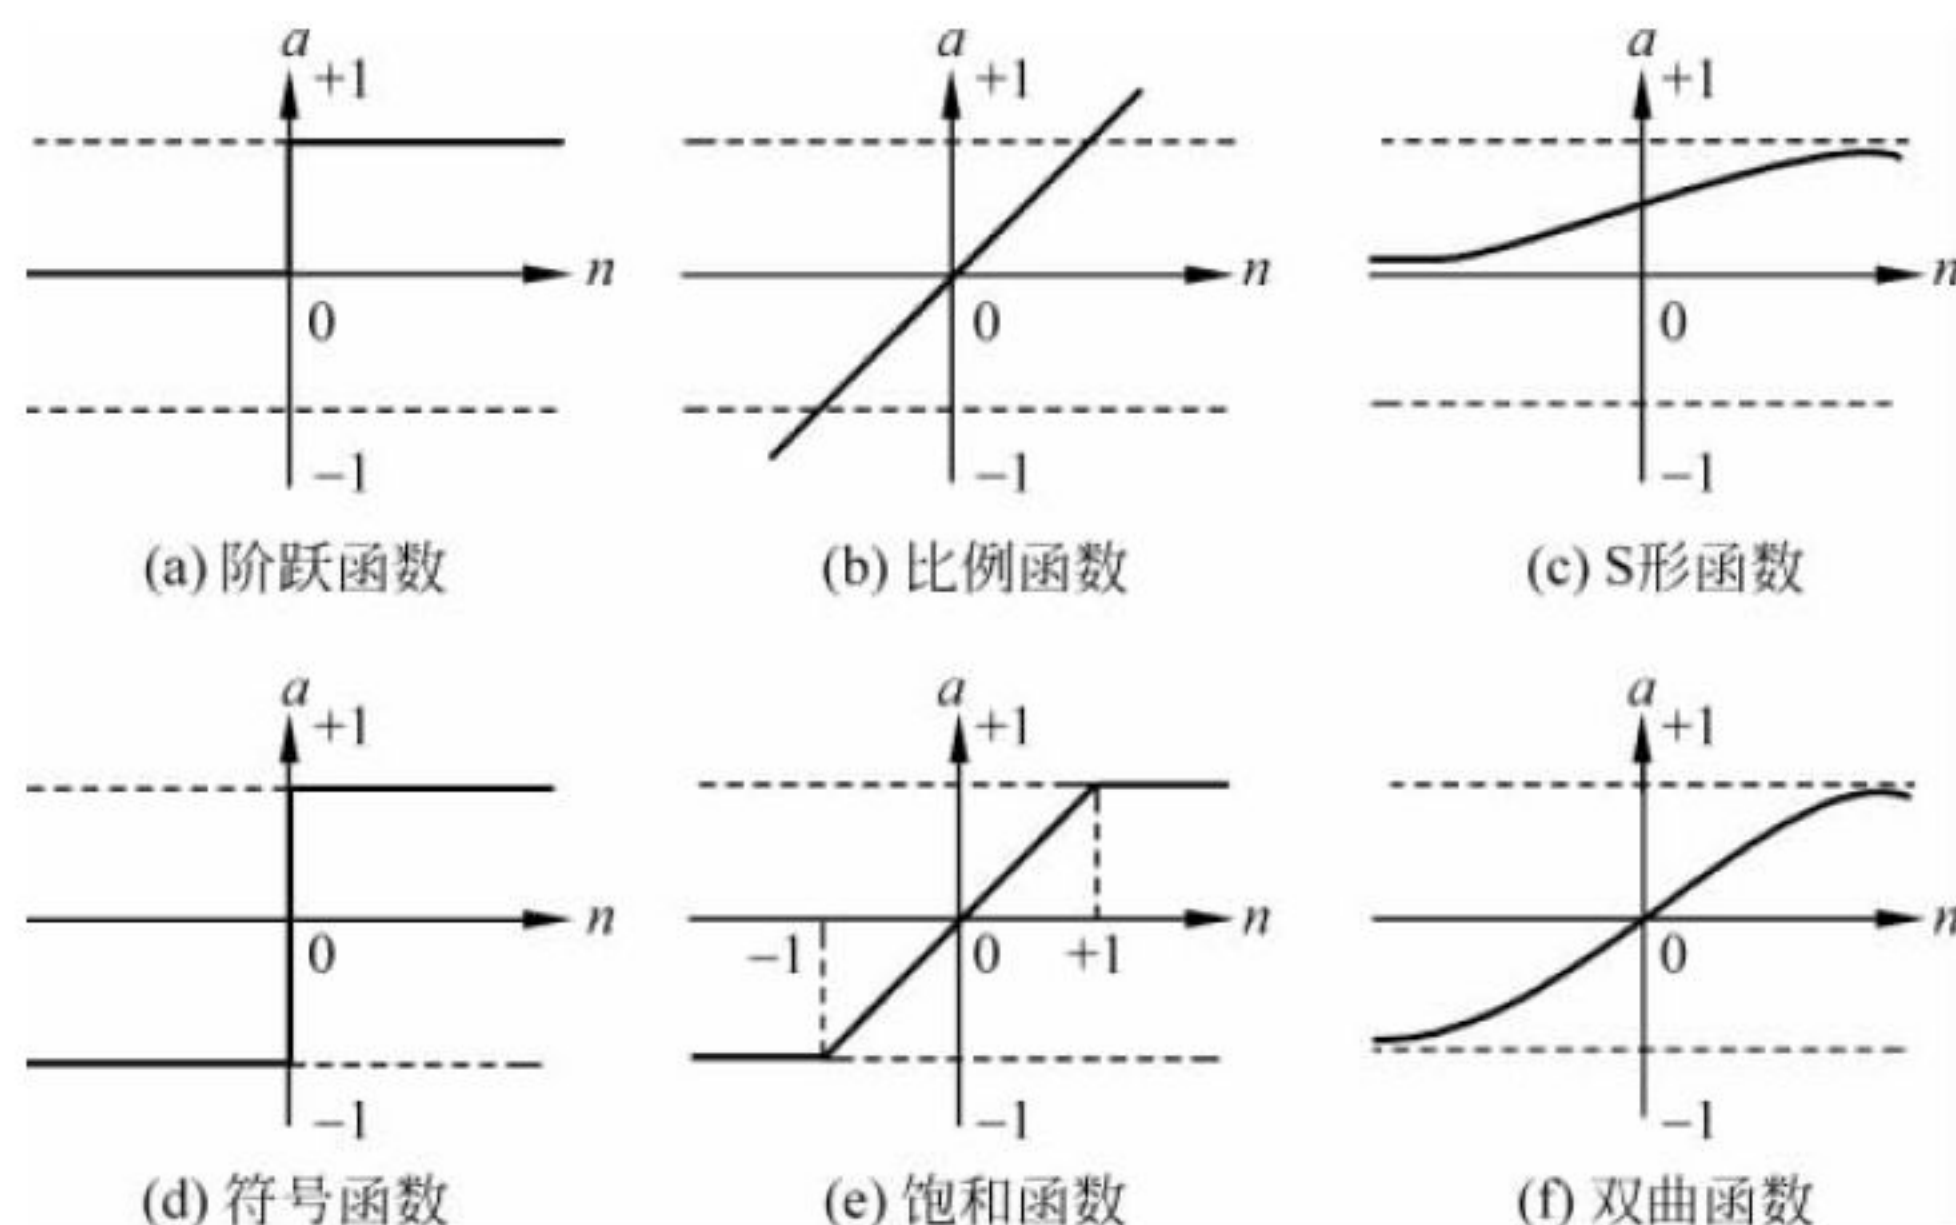 a a a
+1 +1 +1
n n n
0 0 0
–1 –1 –1
(a) 阶跃函数 (b) 比例函数 (c) S形函数
a a a
+1 +1 +1
n n n
0 –1 0 +1 0
–1 –1 –1
(d) 符号函数 (e) 饱和函数 (f) 双曲函数